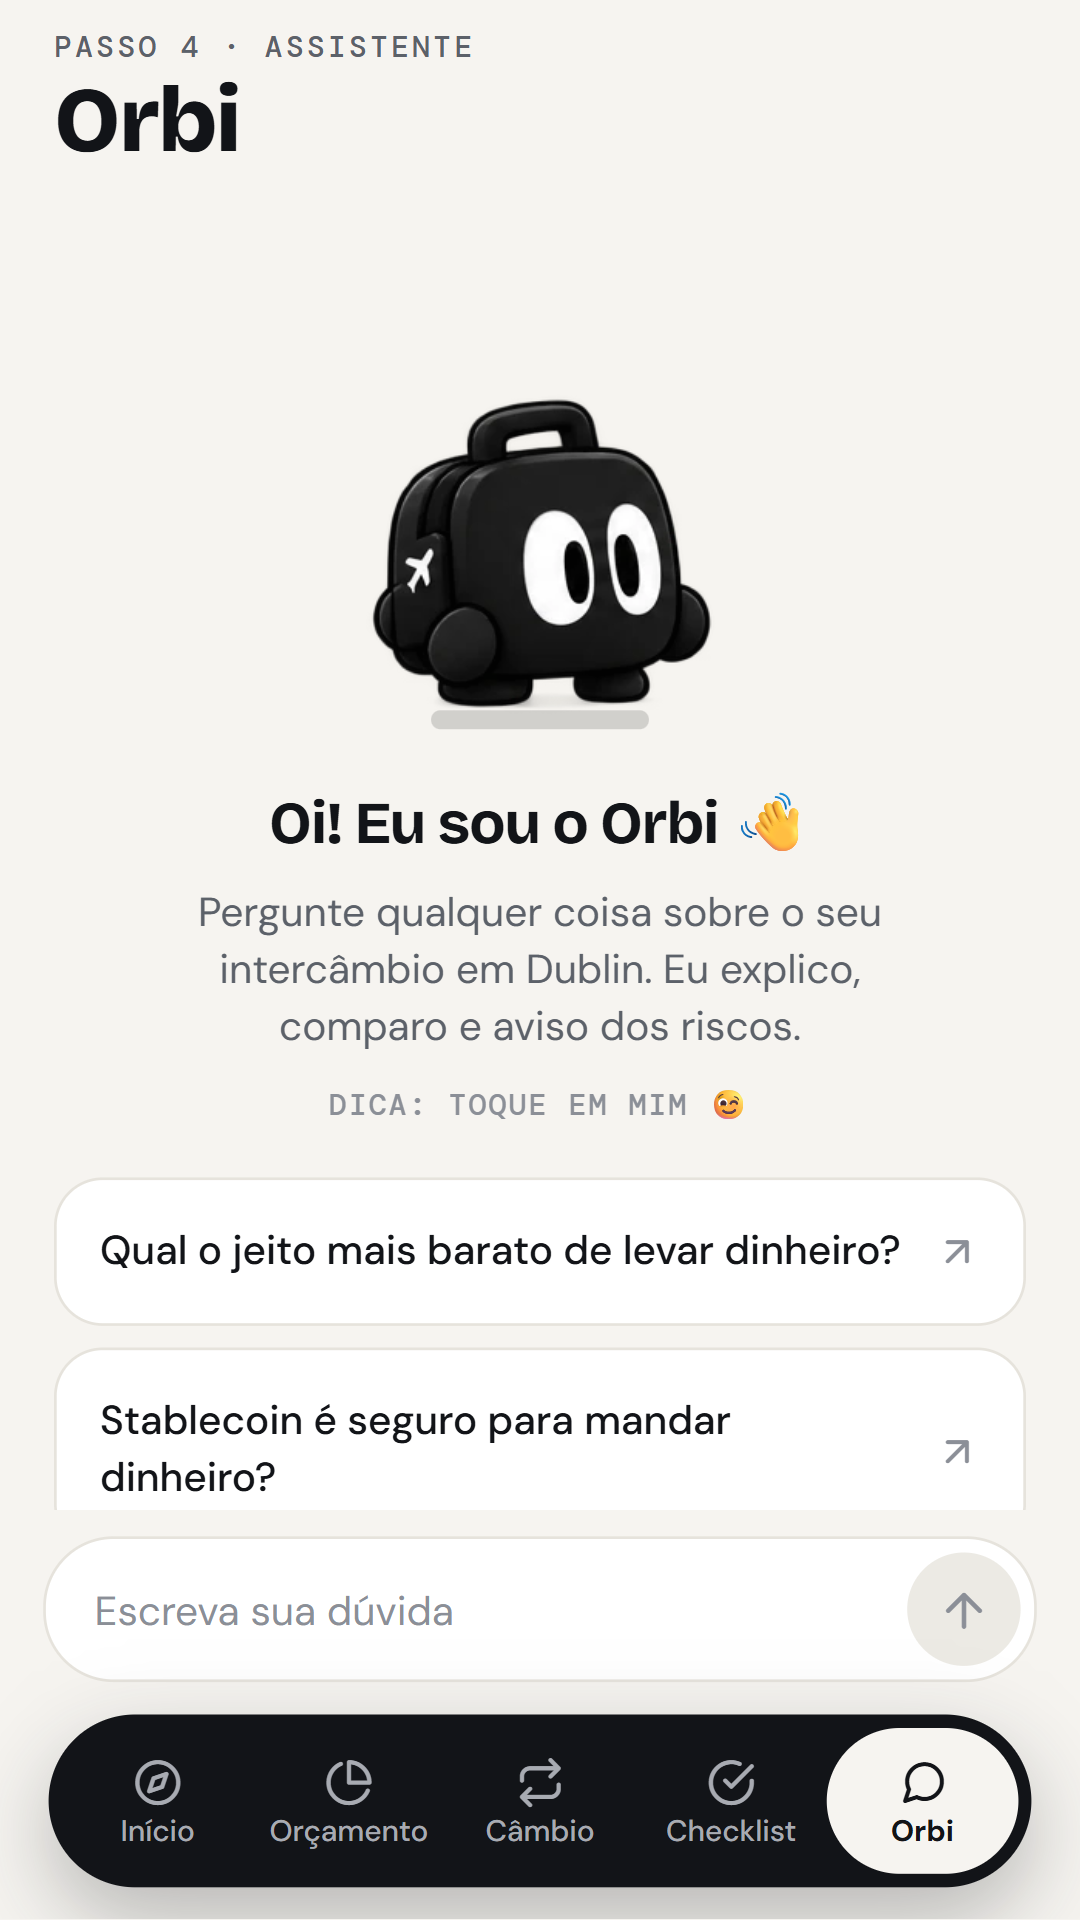 PASSO 4 · ASSISTENTE
Orbi
Oi! Eu sou o Orbi 👋
Pergunte qualquer coisa sobre o seu
intercâmbio em Dublin. Eu explico,
comparo e aviso dos riscos.
DICA: TOQUE EM MIM 😉
Qual o jeito mais barato de levar dinheiro?
Stablecoin é seguro para mandar
dinheiro?
Escreva sua dúvida
Início
Orçamento
Câmbio
Checklist
Orbi